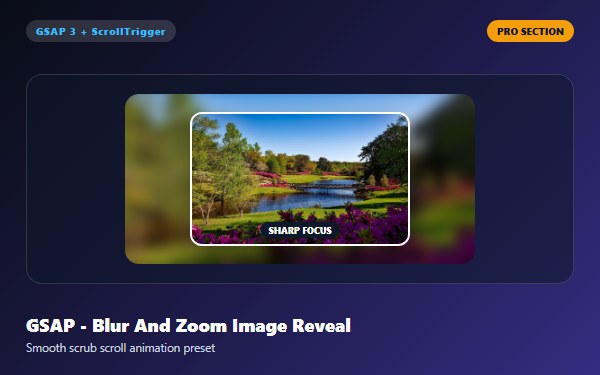 GSAP 3 + ScrollTrigger
PRO SECTION
SHARP FOCUS
GSAP - Blur And Zoom Image Reveal
Smooth scrub scroll animation preset